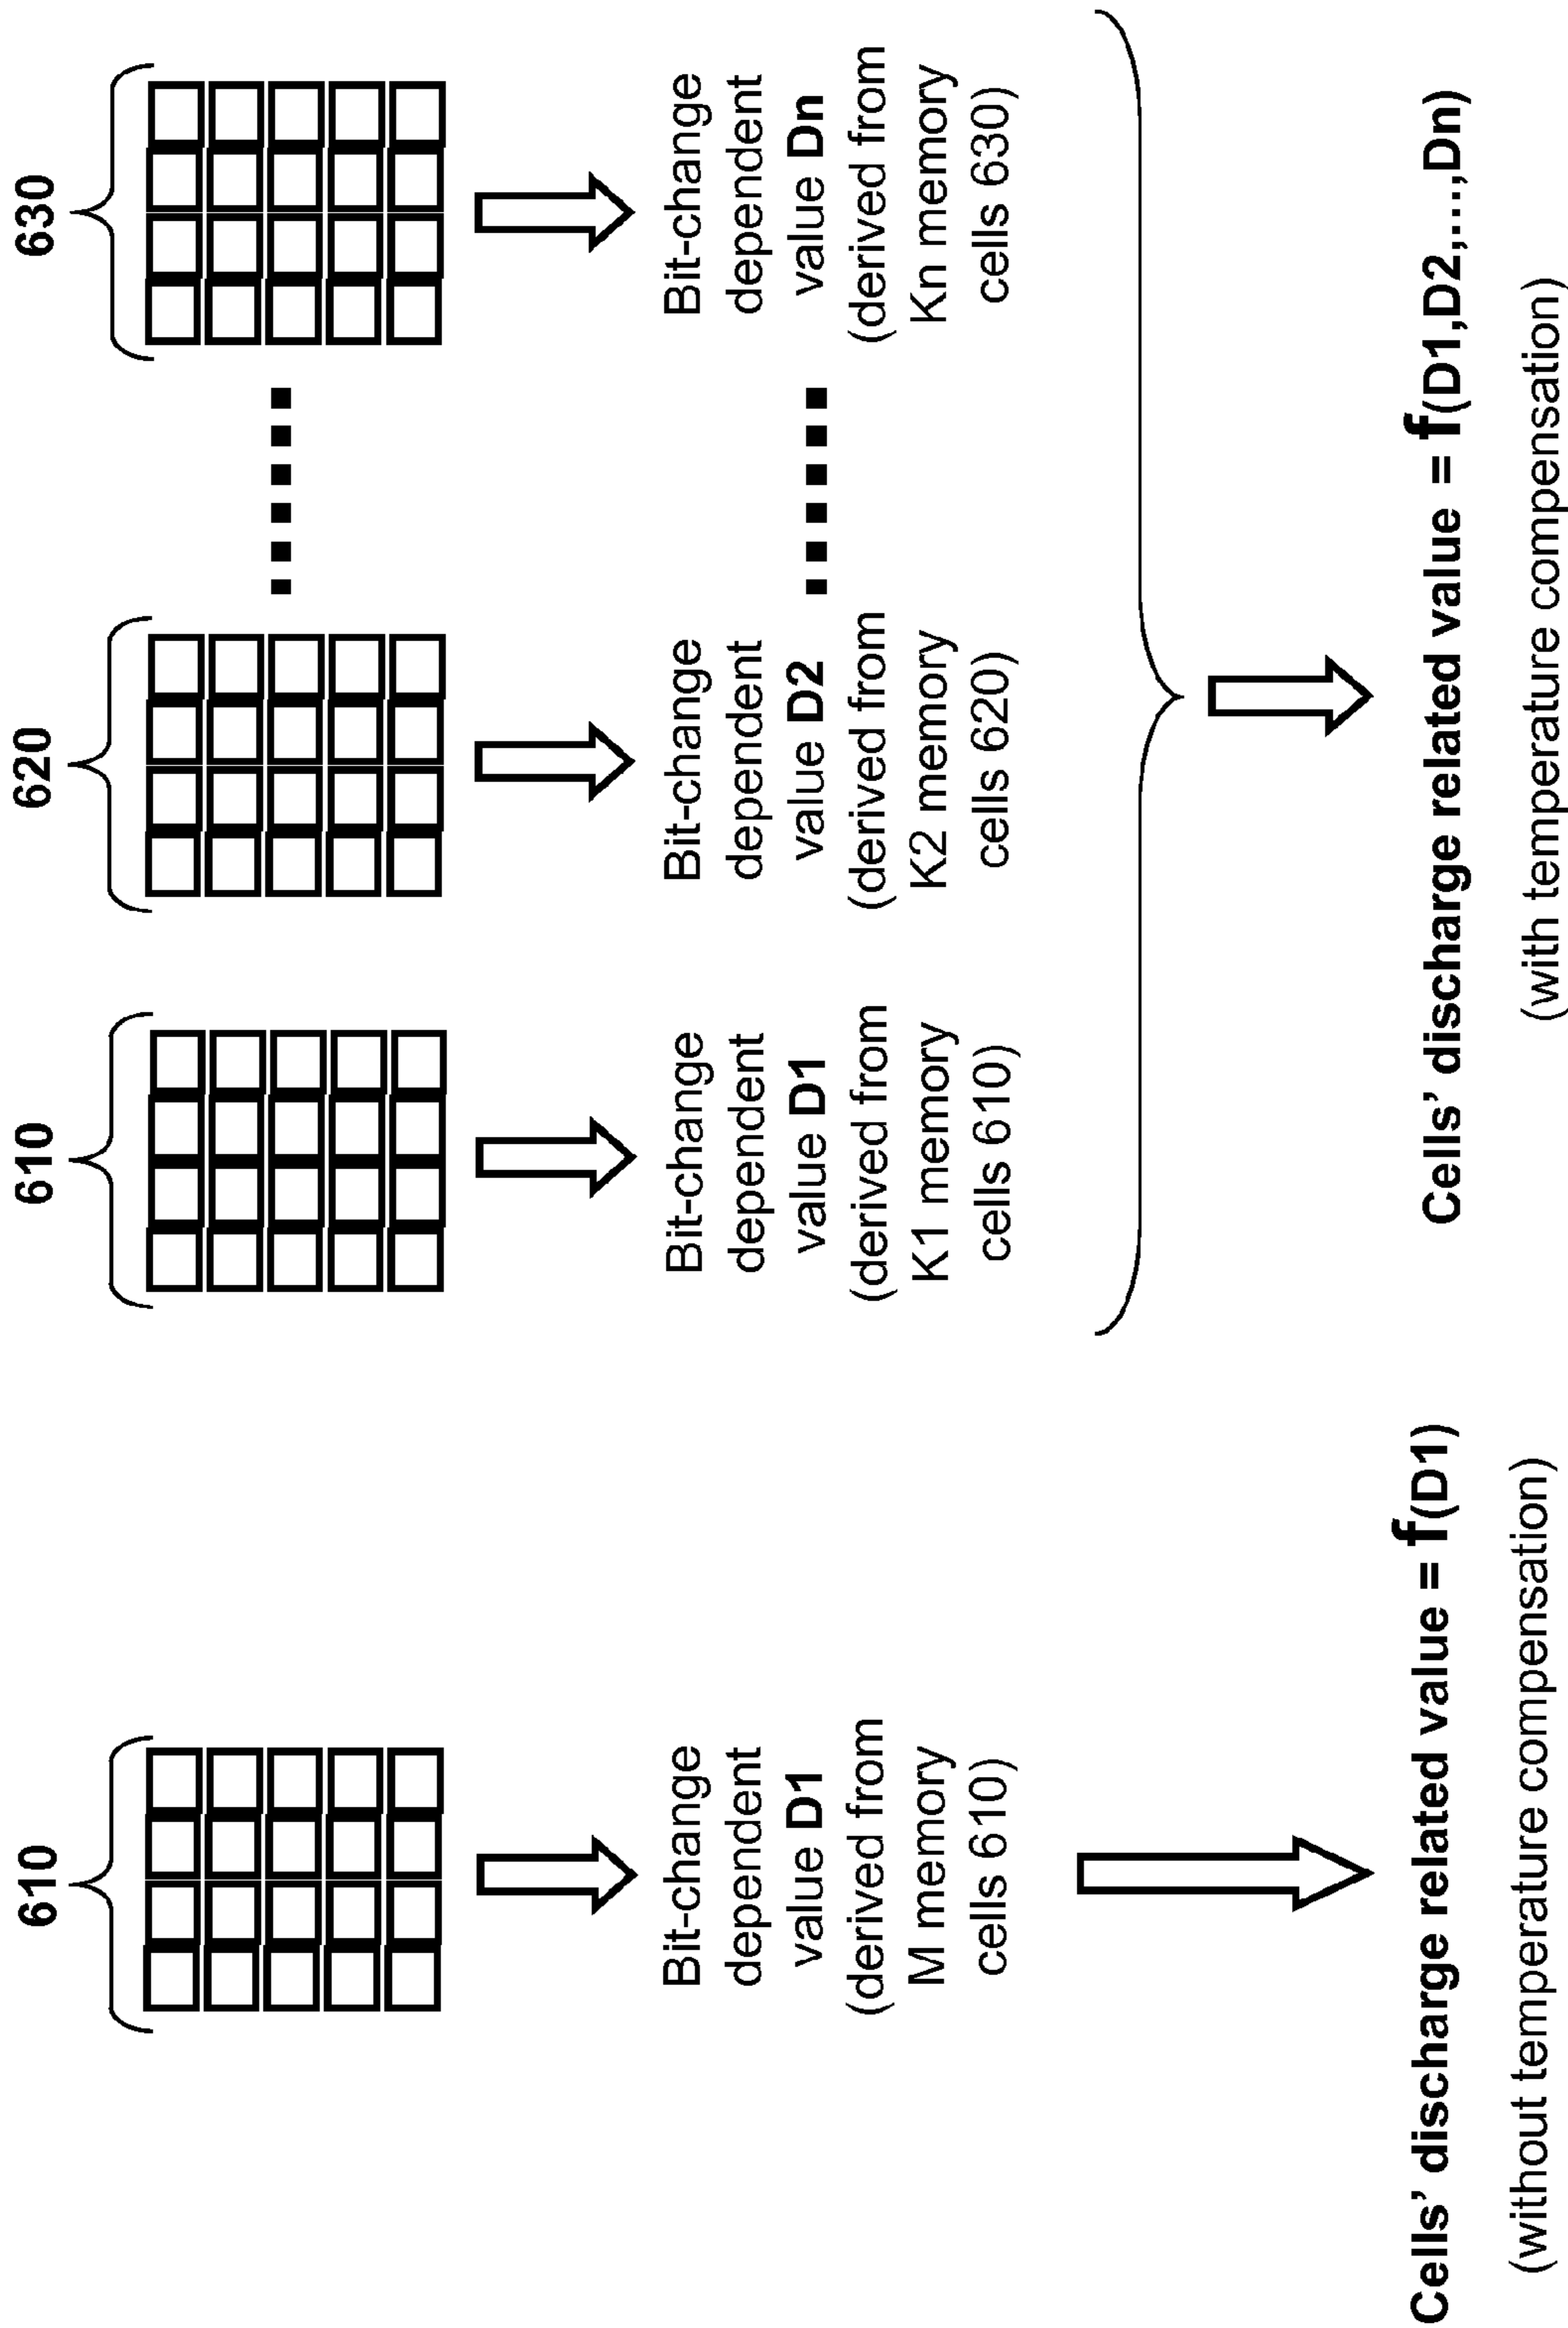 610
Bit-change
dependent
value D1
(derived from
M memory
cells 610)
Cells' discharge related value = f(D1)
(without temperature compensation)
610
620
630
Bit-change
dependent
value D1
(derived from
K1 memory
cells 610)
Bit-change
dependent
value D2
(derived from
K2 memory
cells 620)
Bit-change
dependent
value Dn
(derived from
Kn memory
cells 630)
Cells' discharge related value = f(D1,D2,...,Dn)
(with temperature compensation)